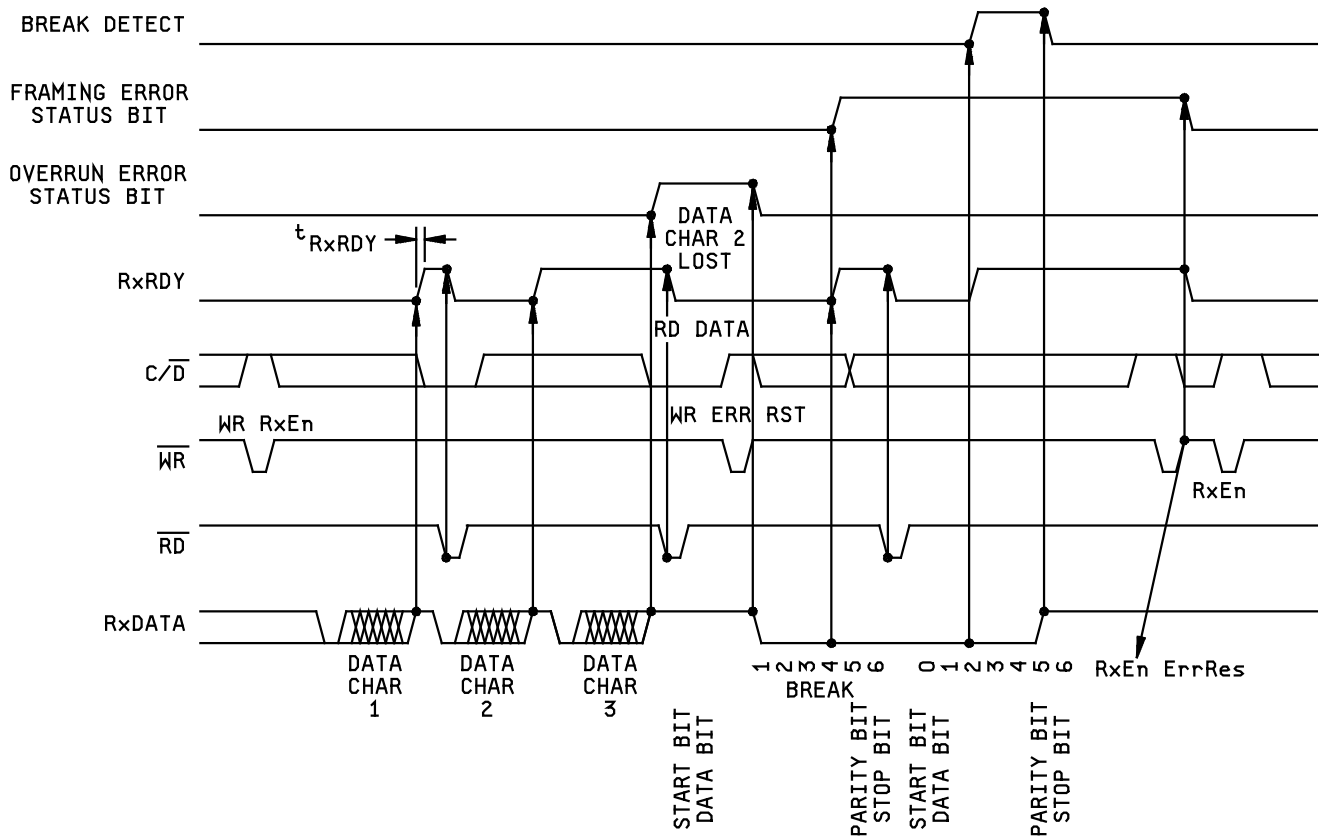 BREAK DETECT
FRAMING ERROR
STATUS BIT
OVERRUN ERROR
STATUS BIT
DATA
CHAR 2
LOST
t RxRDY
RxRDY
RD DATA
C/D̅
WR RxEn
WR ERR RST
W̅R̅
RxEn
R̅D̅
RxDATA
DATA
CHAR
1
DATA
CHAR
2
DATA
CHAR
3
1 2 3 4 5 6
0 1 2 3 4 5 6
BREAK
RxEn ErrRes
START BIT
DATA BIT
PARITY BIT
STOP BIT
START BIT
DATA BIT
PARITY BIT
STOP BIT